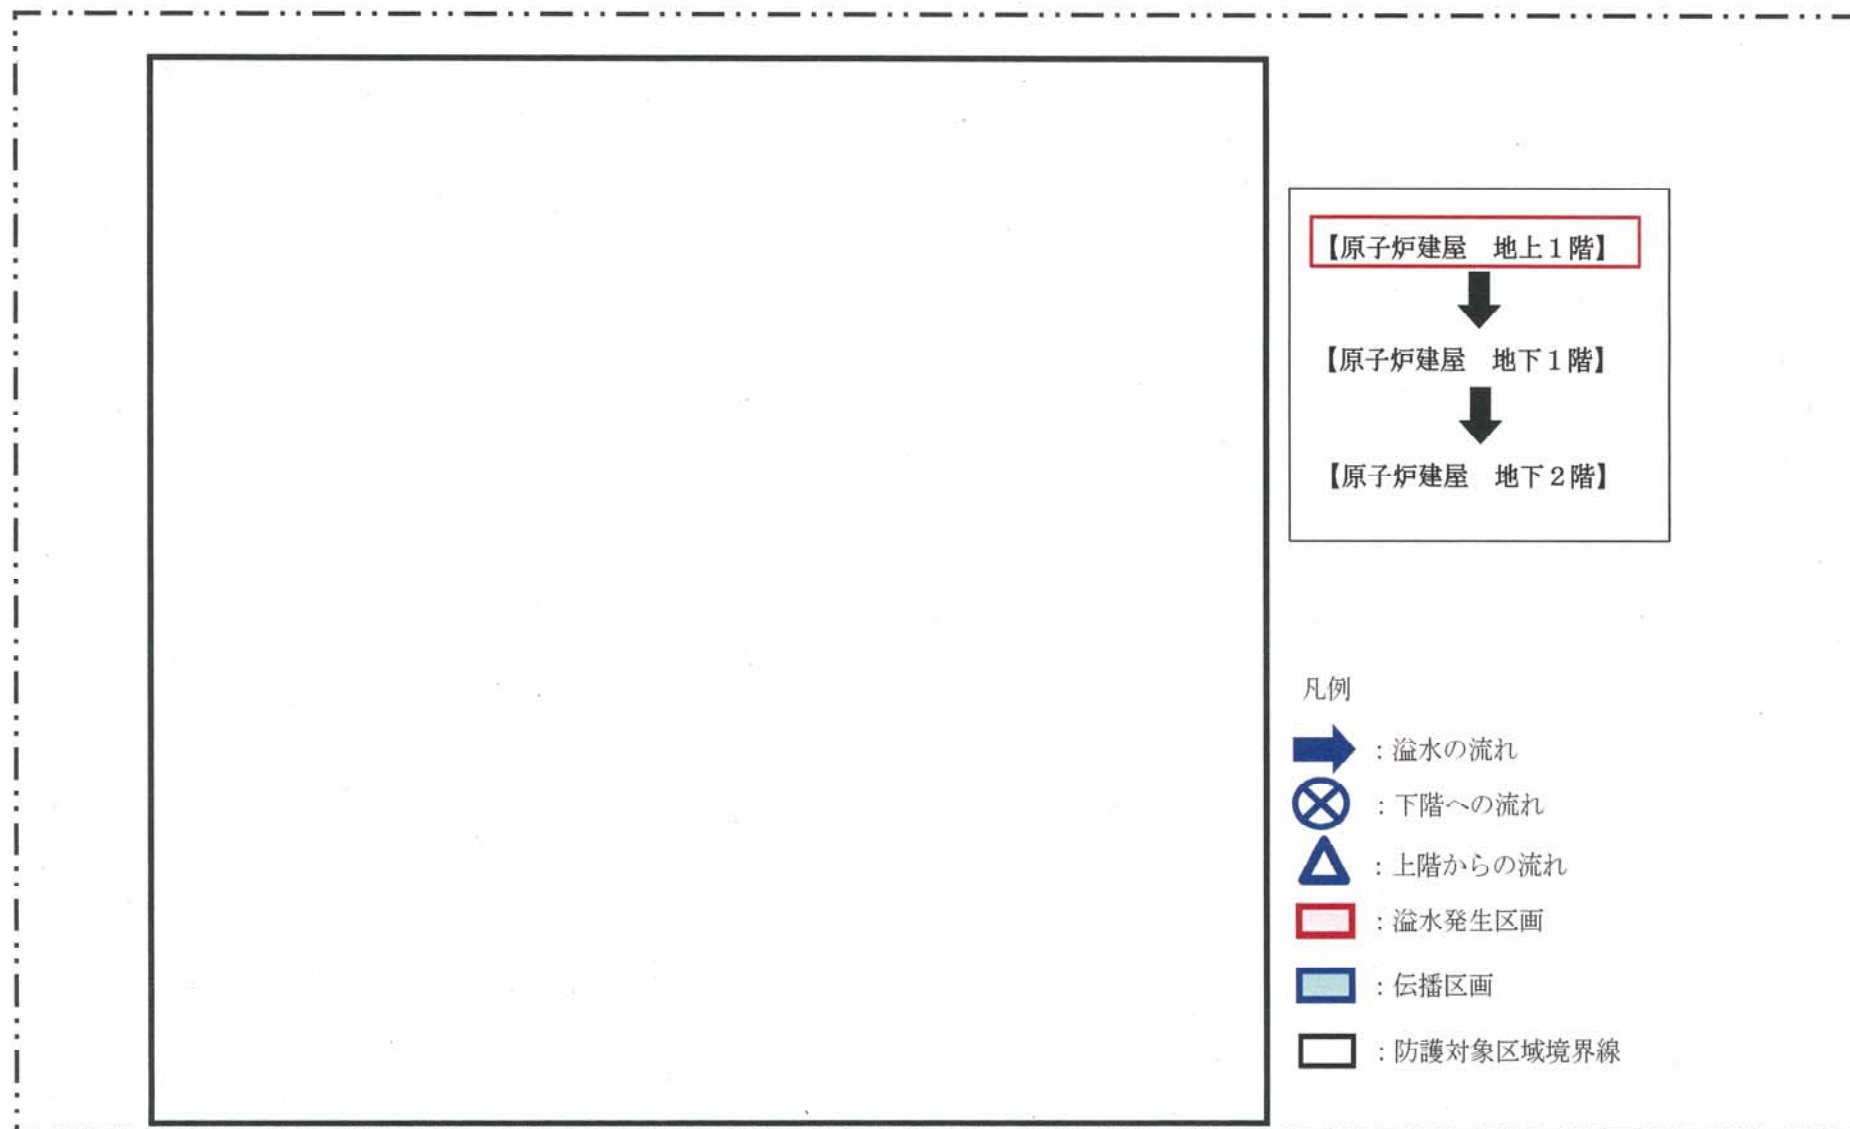 【原子炉建屋　地上１階】
【原子炉建屋　地下１階】
【原子炉建屋　地下２階】
凡例
：溢水の流れ
：下階への流れ
：上階からの流れ
：溢水発生区画
：伝播区画
：防護対象区域境界線